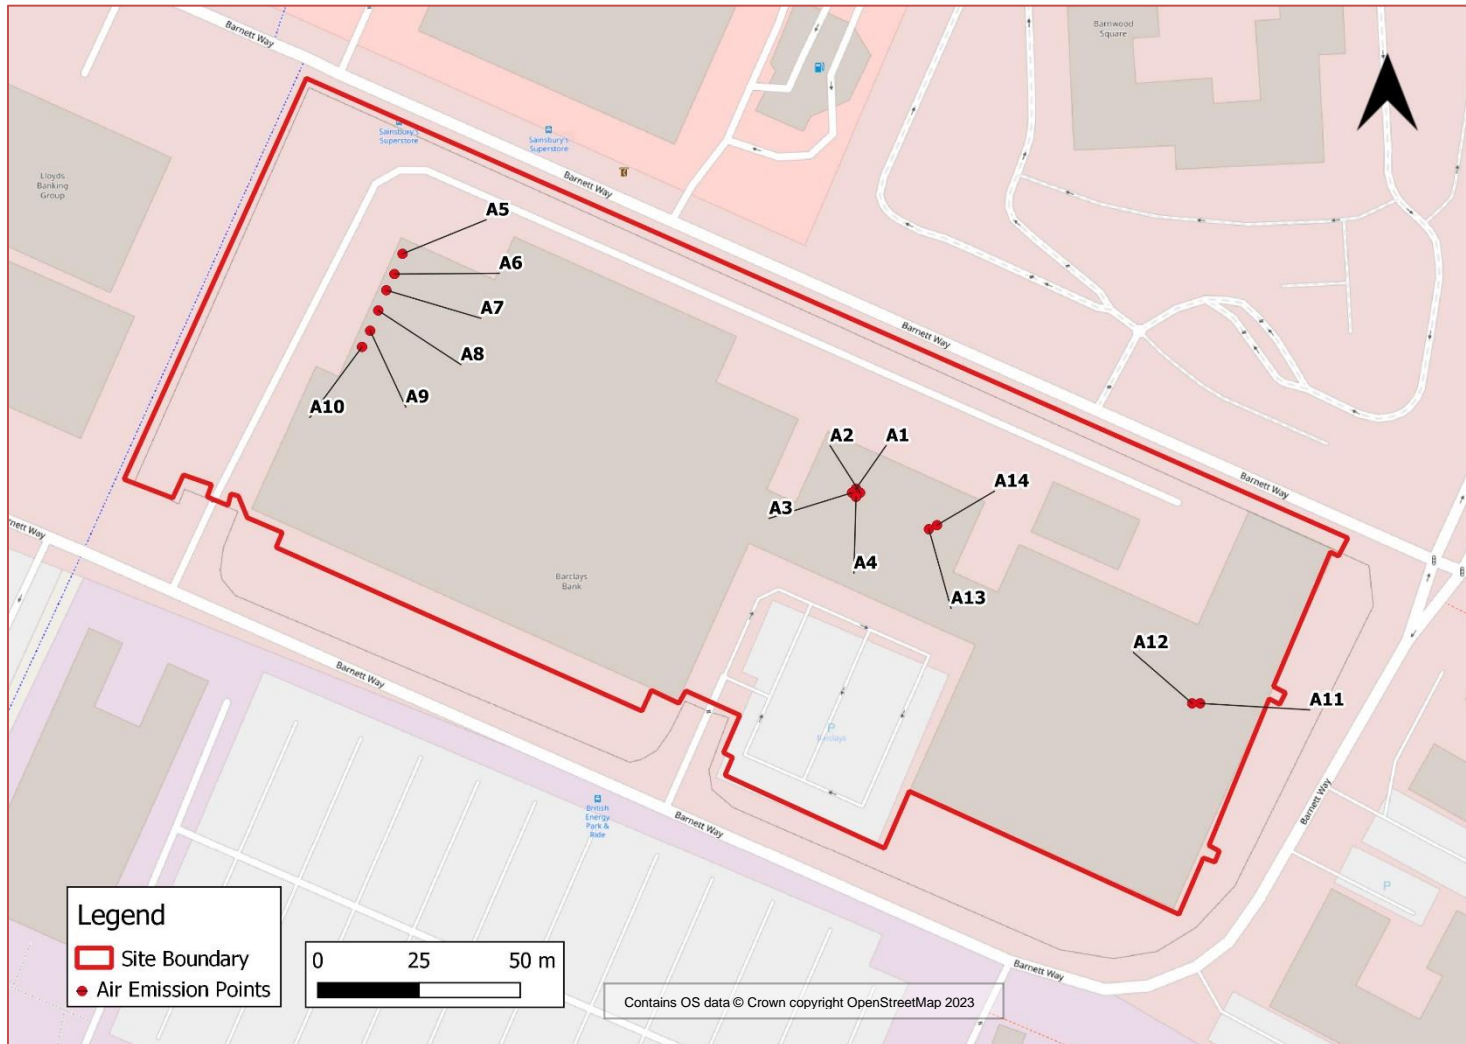 Barnett Way
Barnwood
Square
Sainsbury's
Superstore
Sainsbury's
Superstore
Barnett Way
Lloyds
Banking
Group
A5
A6
A7
A8
A9
A10
Barnett Way
A2
A1
A14
A3
A4
A13
Barnett Way
nett Way
Barclays
Bank
A12
A11
Barnett Way
P
Barclays
British
Energy
Park &
Ride
Barnett Way
Barnett Way
P
Barnett Way
Legend
Site Boundary
Air Emission Points
0 25 50 m
Contains OS data © Crown copyright OpenStreetMap 2023